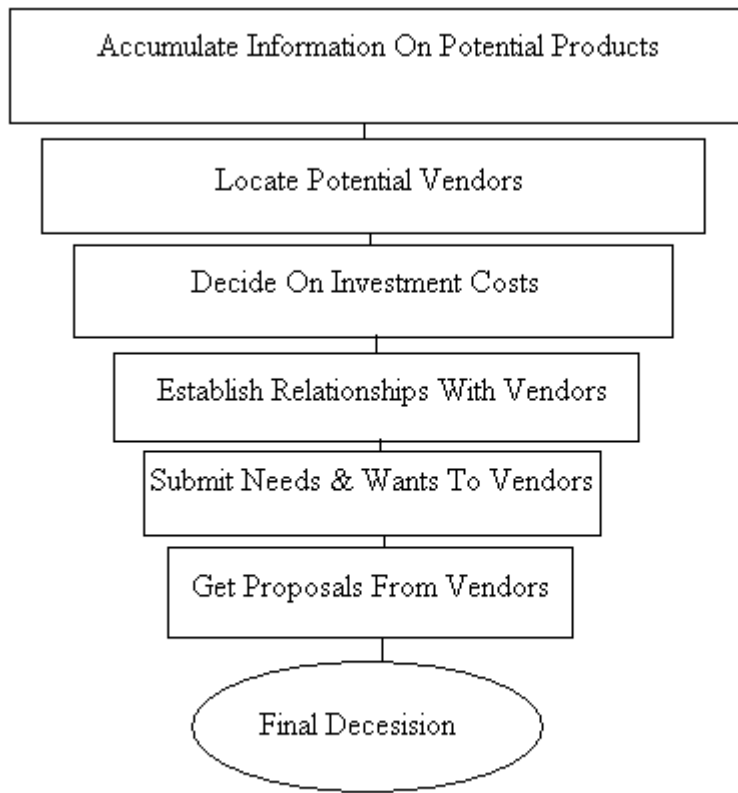 Accumulate Information On Potential Products
Locate Potential Vendors
Decide On Investment Costs
Establish Relationships With Vendors
Submit Needs & Wants To Vendors
Get Proposals From Vendors
Final Decesision